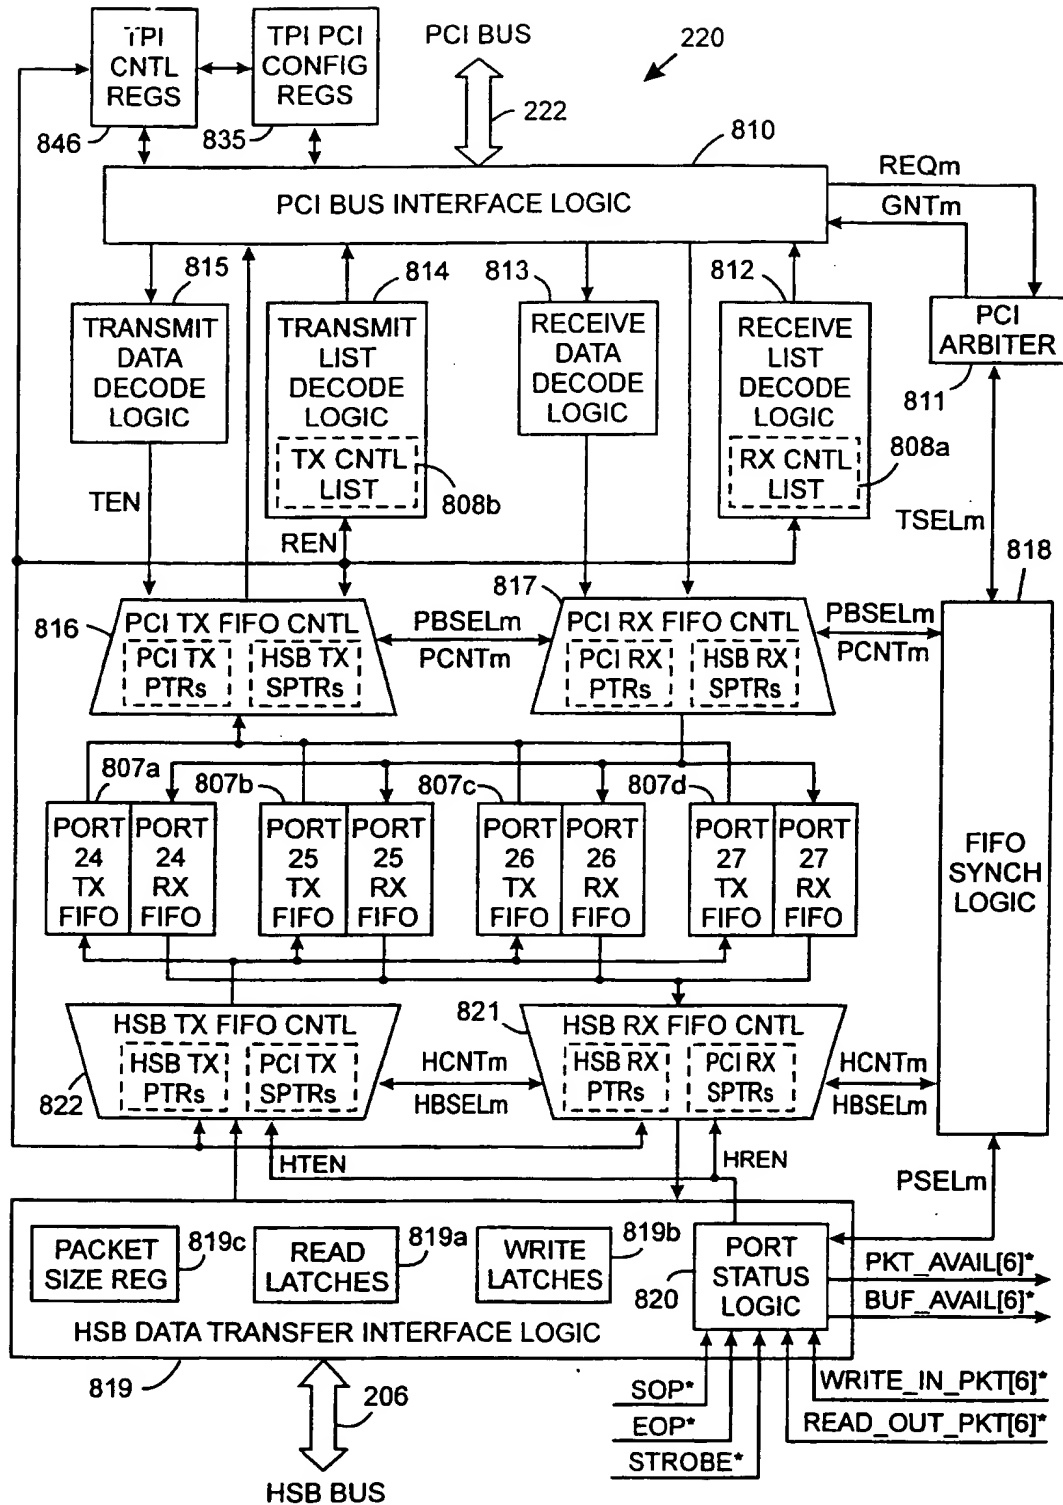 TPI
CNTL
REGS
TPI PCI
CONFIG
REGS
PCI BUS
220
846
835
222
810
PCI BUS INTERFACE LOGIC
REQm
GNTm
815
814
813
812
TRANSMIT
DATA
DECODE
LOGIC
TRANSMIT
LIST
DECODE
LOGIC
TX CNTL
LIST
808b
RECEIVE
DATA
DECODE
LOGIC
RECEIVE
LIST
DECODE
LOGIC
RX CNTL
LIST
808a
PCI
ARBITER
811
TEN
REN
TSELm
818
816
PCI TX FIFO CNTL
PCI TX
PTRs
HSB TX
SPTRs
PBSELm
PCNTm
817
PCI RX FIFO CNTL
PCI RX
PTRs
HSB RX
SPTRs
PBSELm
PCNTm
807a
807b
807c
807d
PORT
24
TX
FIFO
PORT
24
RX
FIFO
PORT
25
TX
FIFO
PORT
25
RX
FIFO
PORT
26
TX
FIFO
PORT
26
RX
FIFO
PORT
27
TX
FIFO
PORT
27
RX
FIFO
FIFO
SYNCH
LOGIC
HSB TX FIFO CNTL
HSB TX
PTRs
PCI TX
SPTRs
822
HCNTm
HBSELm
821
HSB RX FIFO CNTL
HSB RX
PTRs
PCI RX
SPTRs
HCNTm
HBSELm
HTEN
HREN
PSELm
PACKET
SIZE REG
819c
READ
LATCHES
819a
WRITE
LATCHES
819b
PORT
STATUS
LOGIC
820
PKT_AVAIL[6]*
BUF_AVAIL[6]*
HSB DATA TRANSFER INTERFACE LOGIC
819
206
HSB BUS
SOP*
EOP*
STROBE*
WRITE_IN_PKT[6]*
READ_OUT_PKT[6]*